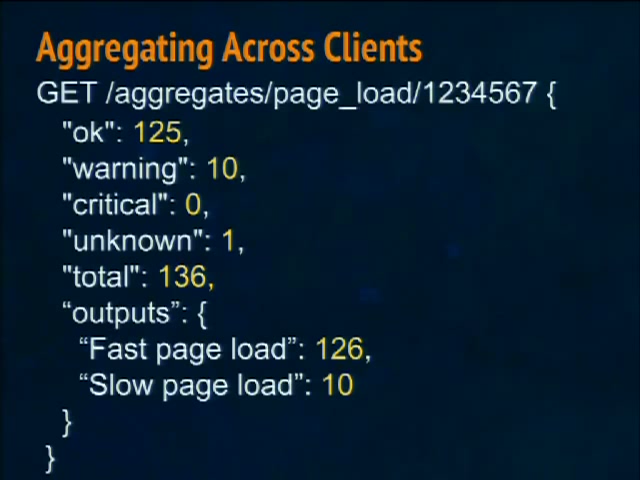 Aggregating Across Clients
GET /aggregates/page_load/1234567 {
"ok": 125,
"warning": 10,
"critical": 0,
"unknown": 1,
"total": 136,
“outputs”: {
“Fast page load”: 126,
“Slow page load”: 10
}
}